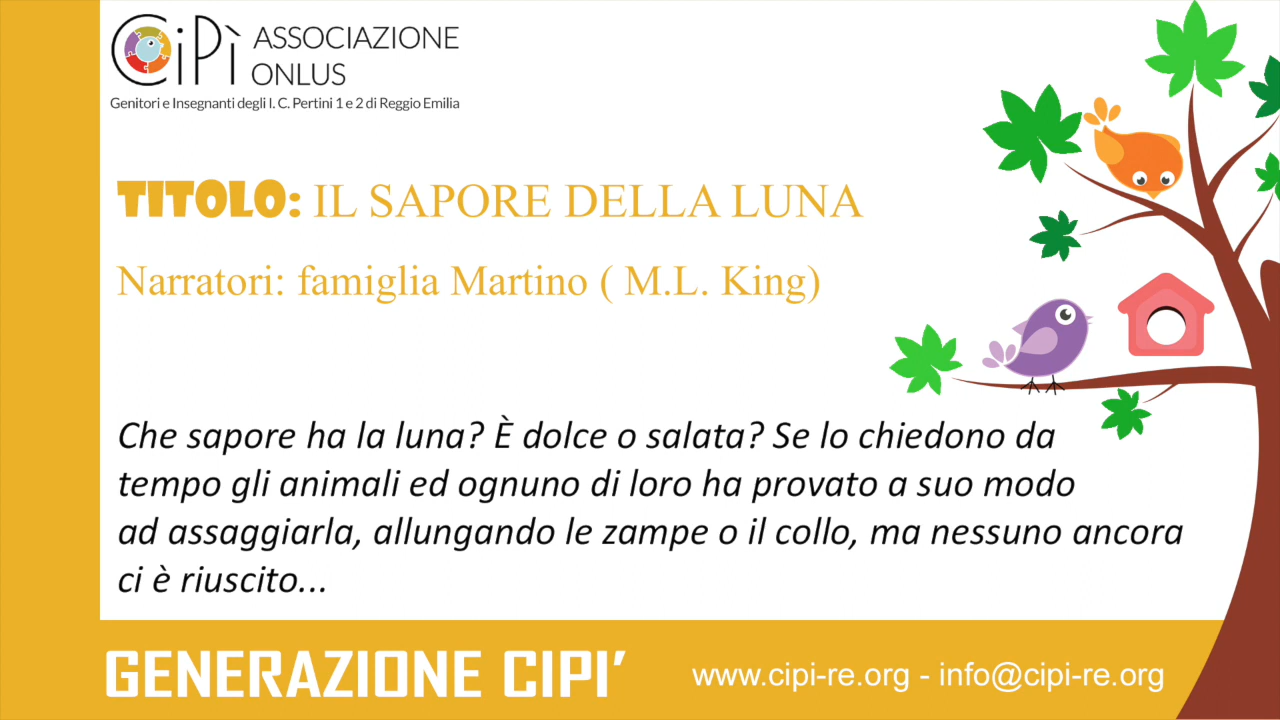 CiPì ASSOCIAZIONE
ONLUS
Genitori e Insegnanti degli I. C. Pertini 1 e 2 di Reggio Emilia
TITOLO: IL SAPORE DELLA LUNA
Narratori: famiglia Martino ( M.L. King)
Che sapore ha la luna? È dolce o salata? Se lo chiedono da
tempo gli animali ed ognuno di loro ha provato a suo modo
ad assaggiarla, allungando le zampe o il collo, ma nessuno ancora
ci è riuscito...
GENERAZIONE CIPI’ www.cipi-re.org - info@cipi-re.org